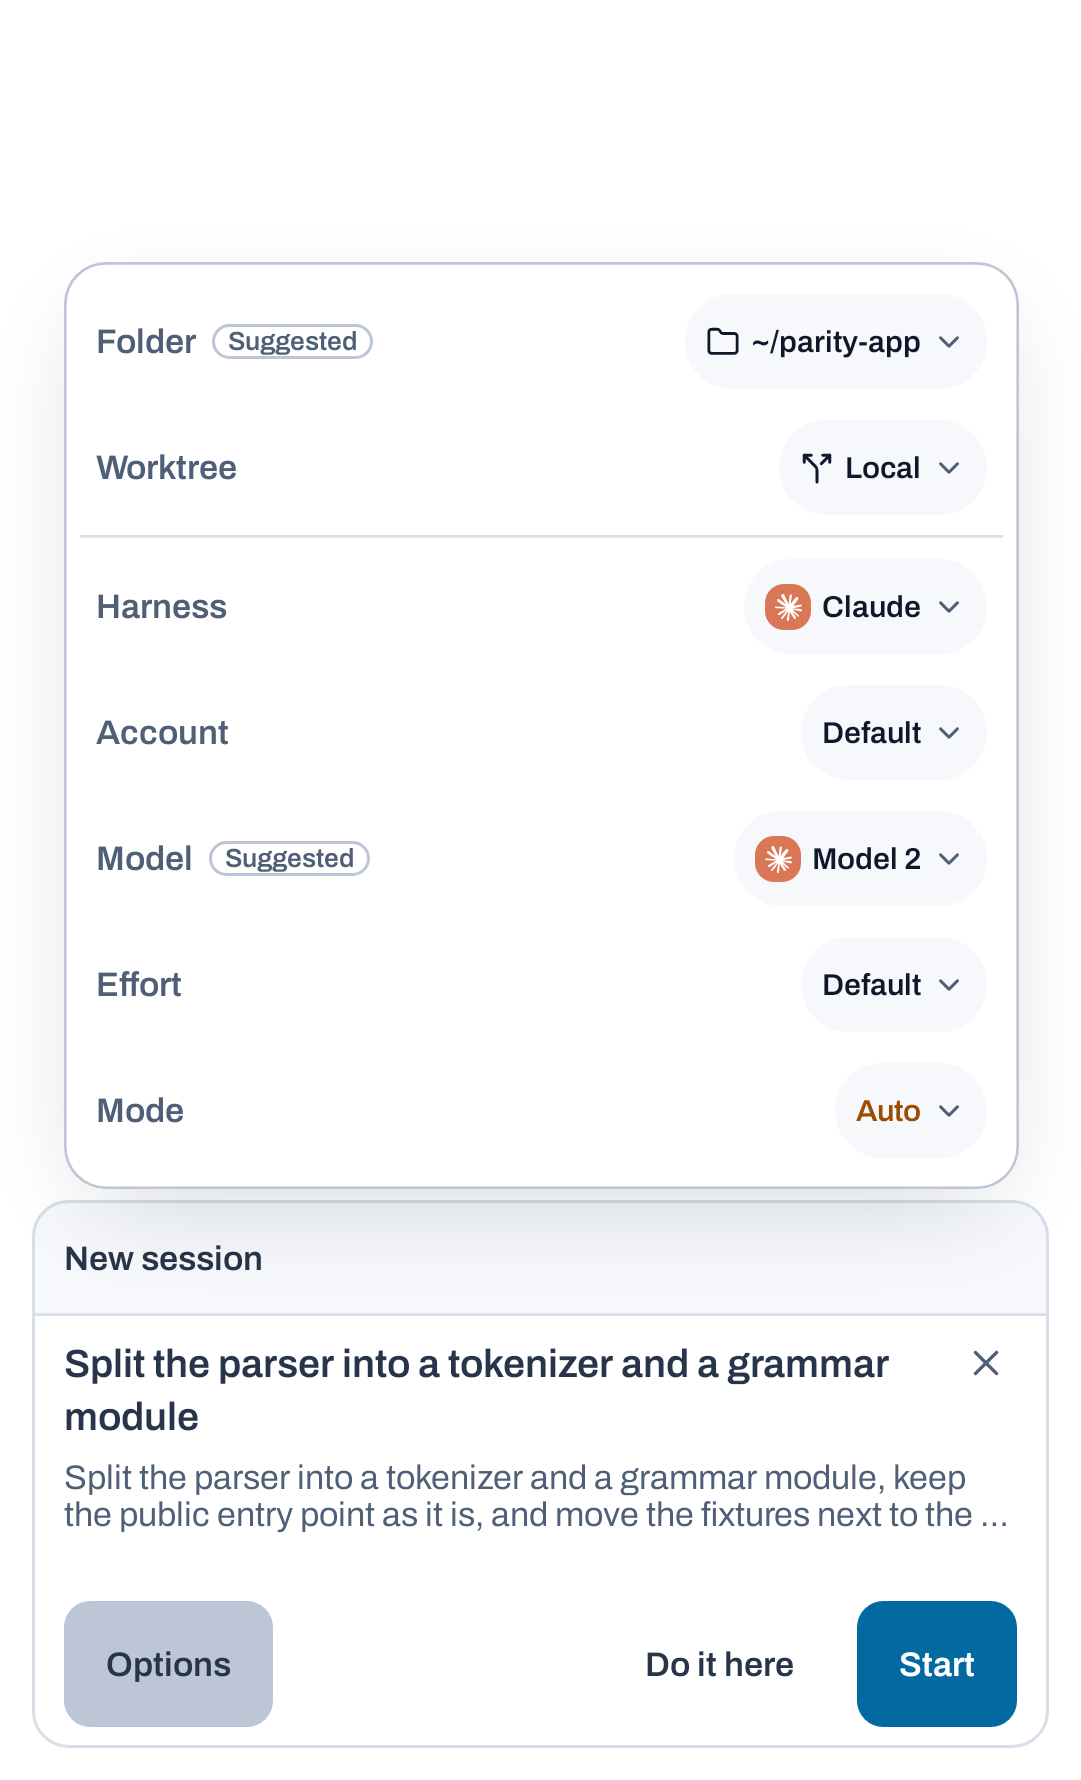 Folder Suggested ~/parity-app
Worktree Local
Harness Claude
Account Default
Model Suggested Model 2
Effort Default
Mode Auto
New session
Split the parser into a tokenizer and a grammar
module
Split the parser into a tokenizer and a grammar module, keep
the public entry point as it is, and move the fixtures next to the ...
Options Do it here Start